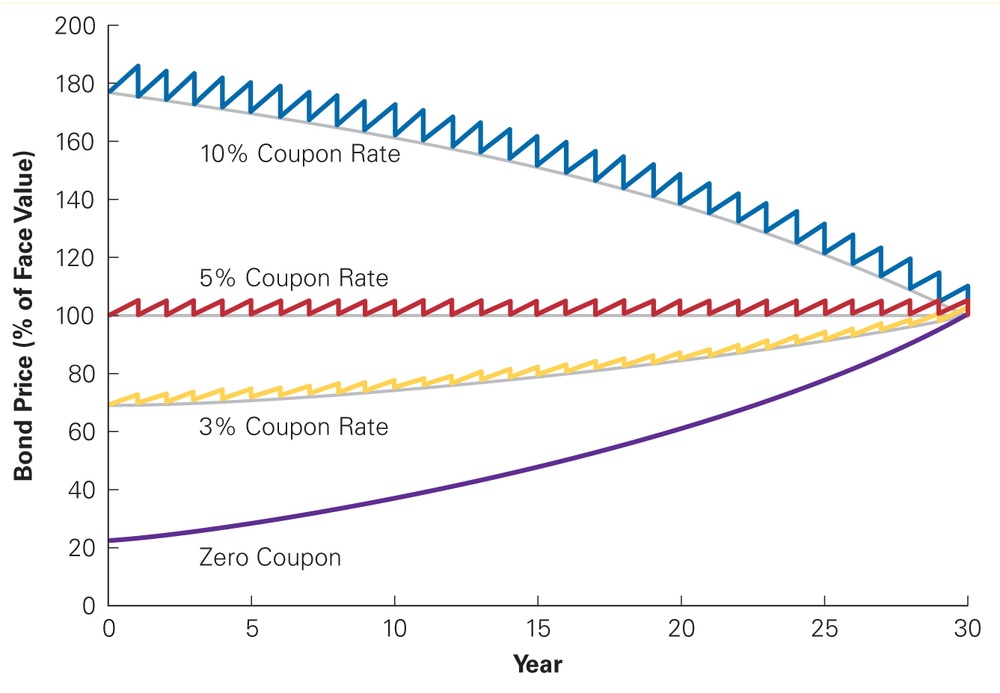 200
180
160
140
120
100
80
60
40
20
0
Bond Price (% of Face Value)
10% Coupon Rate
5% Coupon Rate
3% Coupon Rate
Zero Coupon
0 5 10 15 20 25 30
Year